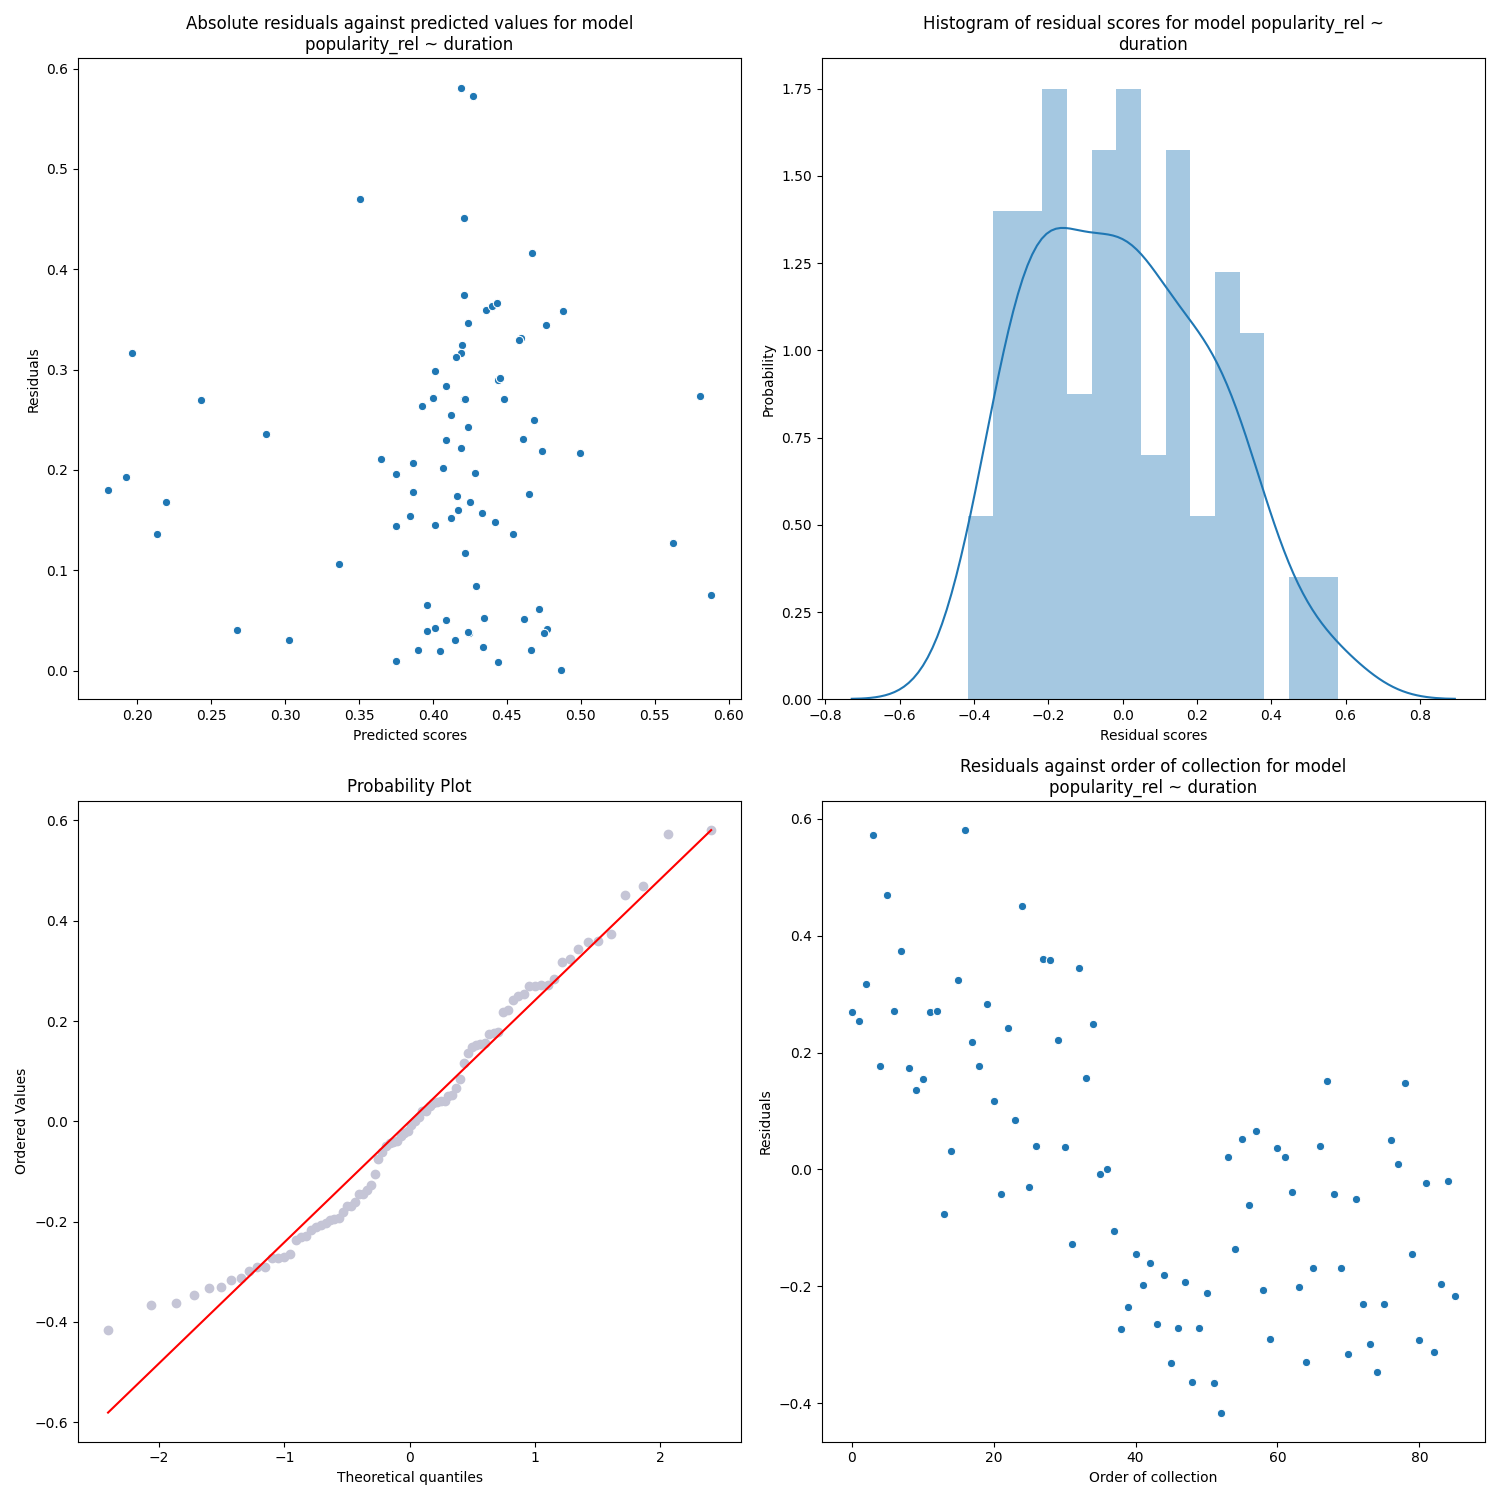 Absolute residuals against predicted values for model
popularity_rel ~ duration
0.6
0.5
0.4
0.3
0.2
0.1
0.0
Residuals
0.20 0.25 0.30 0.35 0.40 0.45 0.50 0.55 0.60
Predicted scores
Histogram of residual scores for model popularity_rel ~
duration
1.75
1.50
1.25
1.00
0.75
0.50
0.25
0.00
Probability
−0.8 −0.6 −0.4 −0.2 0.0 0.2 0.4 0.6 0.8
Residual scores
Probability Plot
0.6
0.4
0.2
0.0
−0.2
−0.4
−0.6
Ordered Values
−2 −1 0 1 2
Theoretical quantiles
Residuals against order of collection for model
popularity_rel ~ duration
0.6
0.4
0.2
0.0
−0.2
−0.4
Residuals
0 20 40 60 80
Order of collection